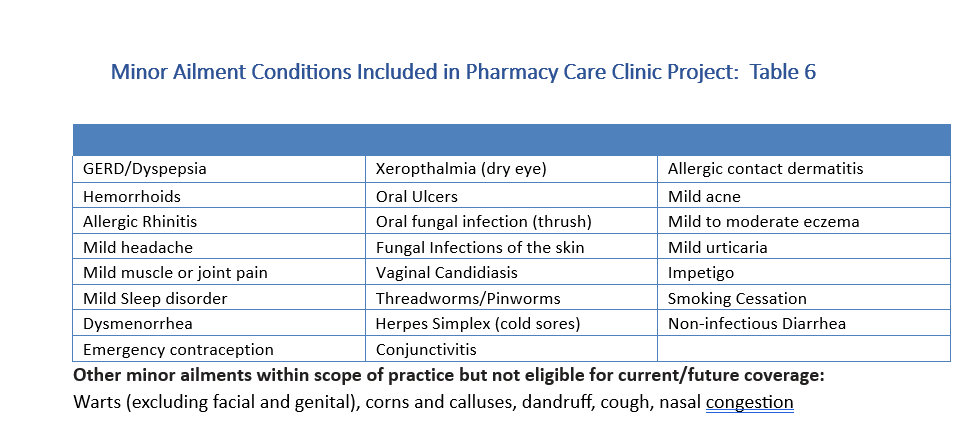 Minor Ailment Conditions Included in Pharmacy Care Clinic Project: Table 6
GERD/Dyspepsia Xeropthalmia (dry eye) Allergic contact dermatitis
Hemorrhoids Oral Ulcers Mild acne
Allergic Rhinitis Oral fungal infection (thrush) Mild to moderate eczema
Mild headache Fungal Infections of the skin Mild urticaria
Mild muscle or joint pain Vaginal Candidiasis Impetigo
Mild Sleep disorder Threadworms/Pinworms Smoking Cessation
Dysmenorrhea Herpes Simplex (cold sores) Non-infectious Diarrhea
Emergency contraception Conjunctivitis
Other minor ailments within scope of practice but not eligible for current/future coverage:
Warts (excluding facial and genital), corns and calluses, dandruff, cough, nasal congestion